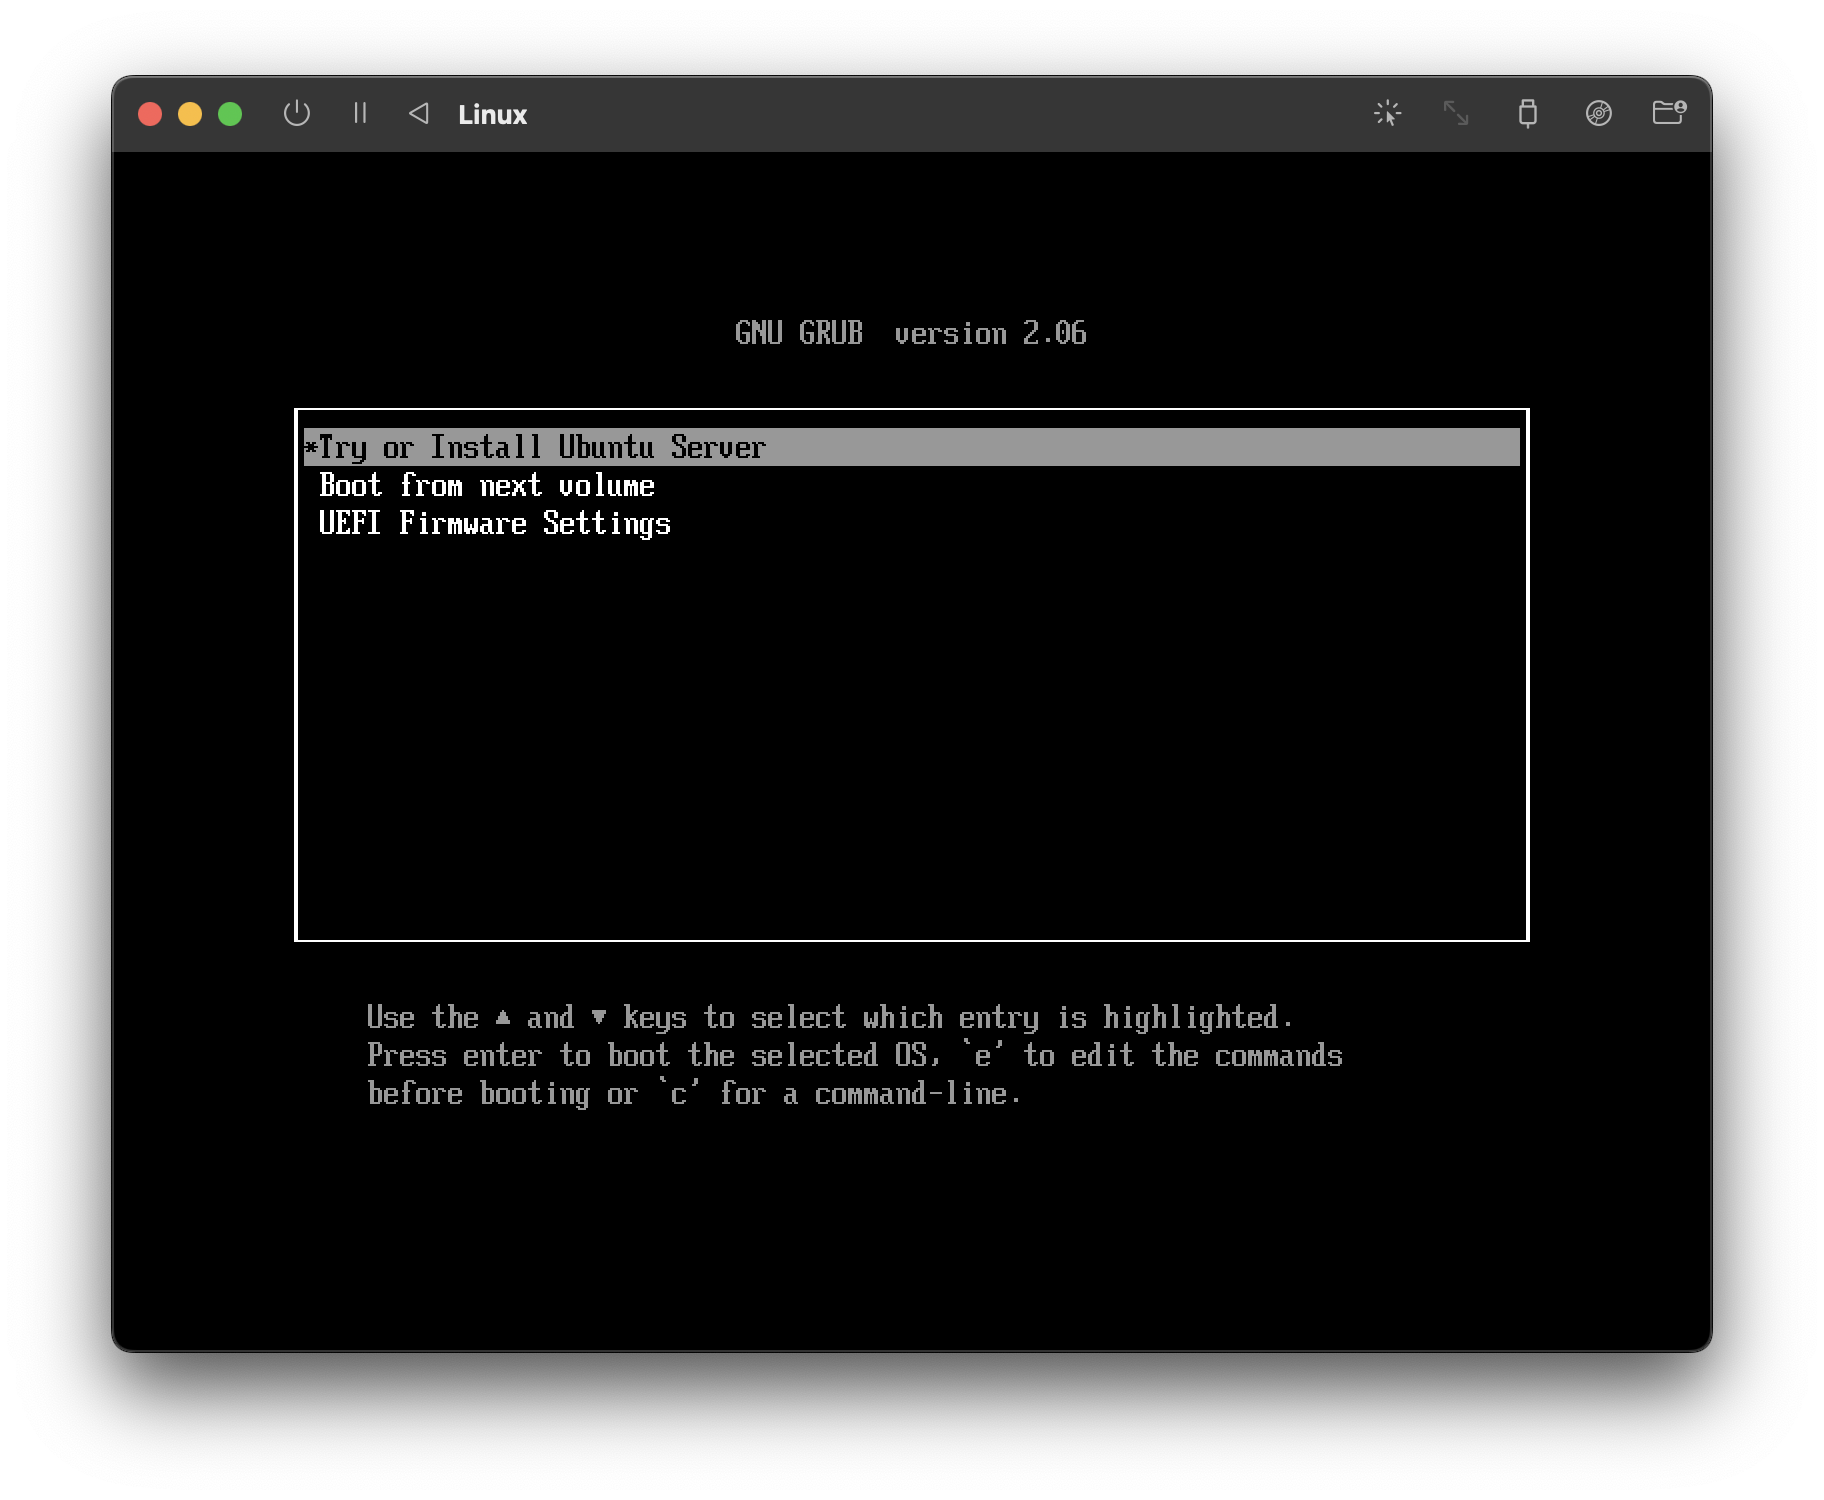 Linux
GNU GRUB  version 2.06
*Try or Install Ubuntu Server
Boot from next volume
UEFI Firmware Settings
Use the ▲ and ▼ keys to select which entry is highlighted.
Press enter to boot the selected OS, `e' to edit the commands
before booting or `c' for a command-line.